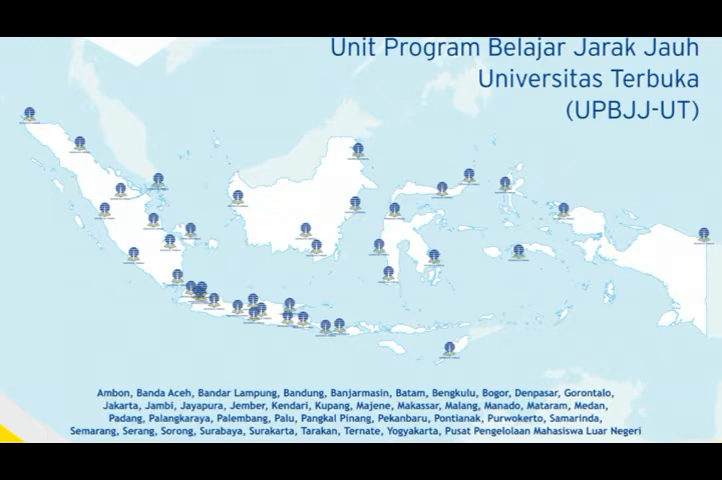 Unit Program Belajar Jarak Jauh
Universitas Terbuka
(UPBJJ-UT)
Ambon, Banda Aceh, Bandar Lampung, Bandung, Banjarmasin, Batam, Bengkulu, Bogor, Denpasar, Gorontalo,
Jakarta, Jambi, Jayapura, Jember, Kendari, Kupang, Majene, Makassar, Malang, Manado, Mataram, Medan,
Padang, Palangkaraya, Palembang, Palu, Pangkal Pinang, Pekanbaru, Pontianak, Purwokerto, Samarinda,
Semarang, Serang, Sorong, Surabaya, Surakarta, Tarakan, Ternate, Yogyakarta, Pusat Pengelolaan Mahasiswa Luar Negeri